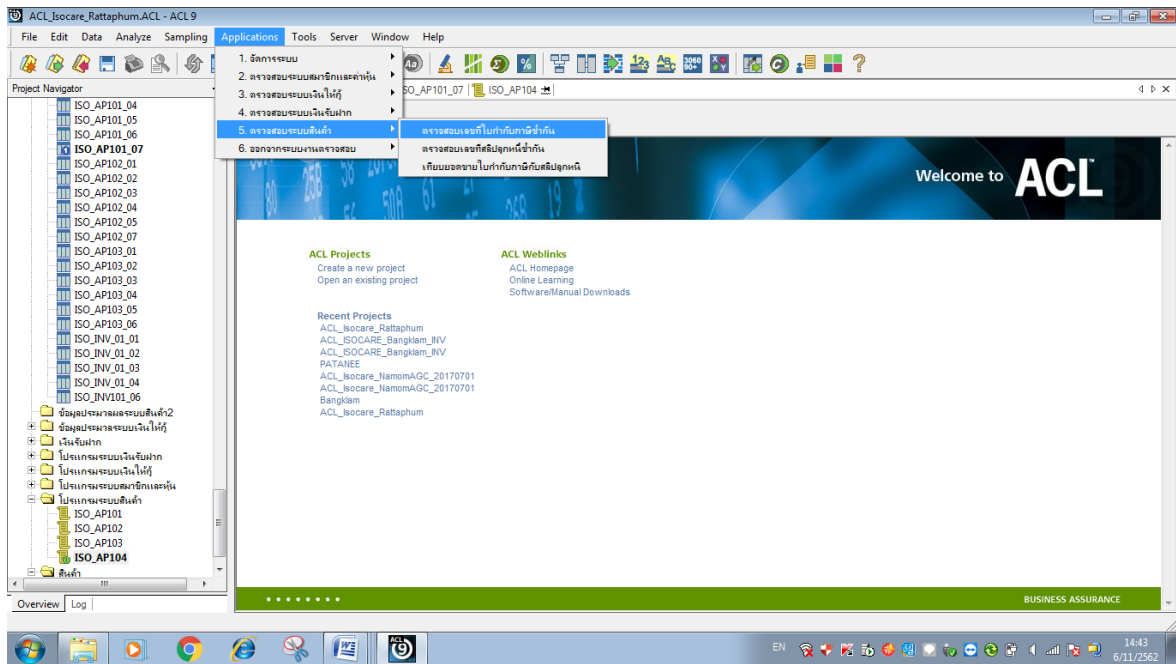 ACL_Isocare_Rattaphum.ACL - ACL 9
File Edit Data Analyze Sampling Applications Tools Server Window Help
Project Navigator
SO_AP101_07 ISO_AP104
1. จัดการระบบ
2. ตรวจสอบระบบสมาชิกและค่าหุ้น
3. ตรวจสอบระบบเงินให้กู้
4. ตรวจสอบระบบเงินรับฝาก
5. ตรวจสอบระบบสินค้า
6. ออกจากระบบงานตรวจสอบ
ตรวจสอบเลขที่ใบกำกับภาษีซ้ำกัน
ตรวจสอบเลขที่สลิปลูกหนี้ซ้ำกัน
เทียบยอดขายใบกำกับภาษีกับสลิปลูกหนี้
ISO_AP101_04
ISO_AP101_05
ISO_AP101_06
ISO_AP101_07
ISO_AP102_01
ISO_AP102_02
ISO_AP102_03
ISO_AP102_04
ISO_AP102_05
ISO_AP102_07
ISO_AP103_01
ISO_AP103_02
ISO_AP103_03
ISO_AP103_04
ISO_AP103_05
ISO_AP103_06
ISO_INV_01_01
ISO_INV_01_02
ISO_INV_01_03
ISO_INV_01_04
ISO_INV101_06
ข้อมูลประมวลผลระบบสินค้า2
ข้อมูลประมวลระบบเงินให้กู้
เงินรับฝาก
โปรแกรมระบบเงินรับฝาก
โปรแกรมระบบเงินให้กู้
โปรแกรมระบบสมาชิกและหุ้น
โปรแกรมระบบสินค้า
ISO_AP101
ISO_AP102
ISO_AP103
ISO_AP104
สินค้า
Overview Log
Welcome to ACL™
ACL Projects
Create a new project
Open an existing project
Recent Projects
ACL_Isocare_Rattaphum
ACL_ISOCARE_Bangklam_INV
ACL_ISOCARE_Bangklam_INV
PATANEE
ACL_Isocare_NamomAGC_20170701
ACL_Isocare_NamomAGC_20170701
Bangklam
ACL_Isocare_Rattaphum
ACL Weblinks
ACL Homepage
Online Learning
Software/Manual Downloads
BUSINESS ASSURANCE
EN
14:43
6/11/2562